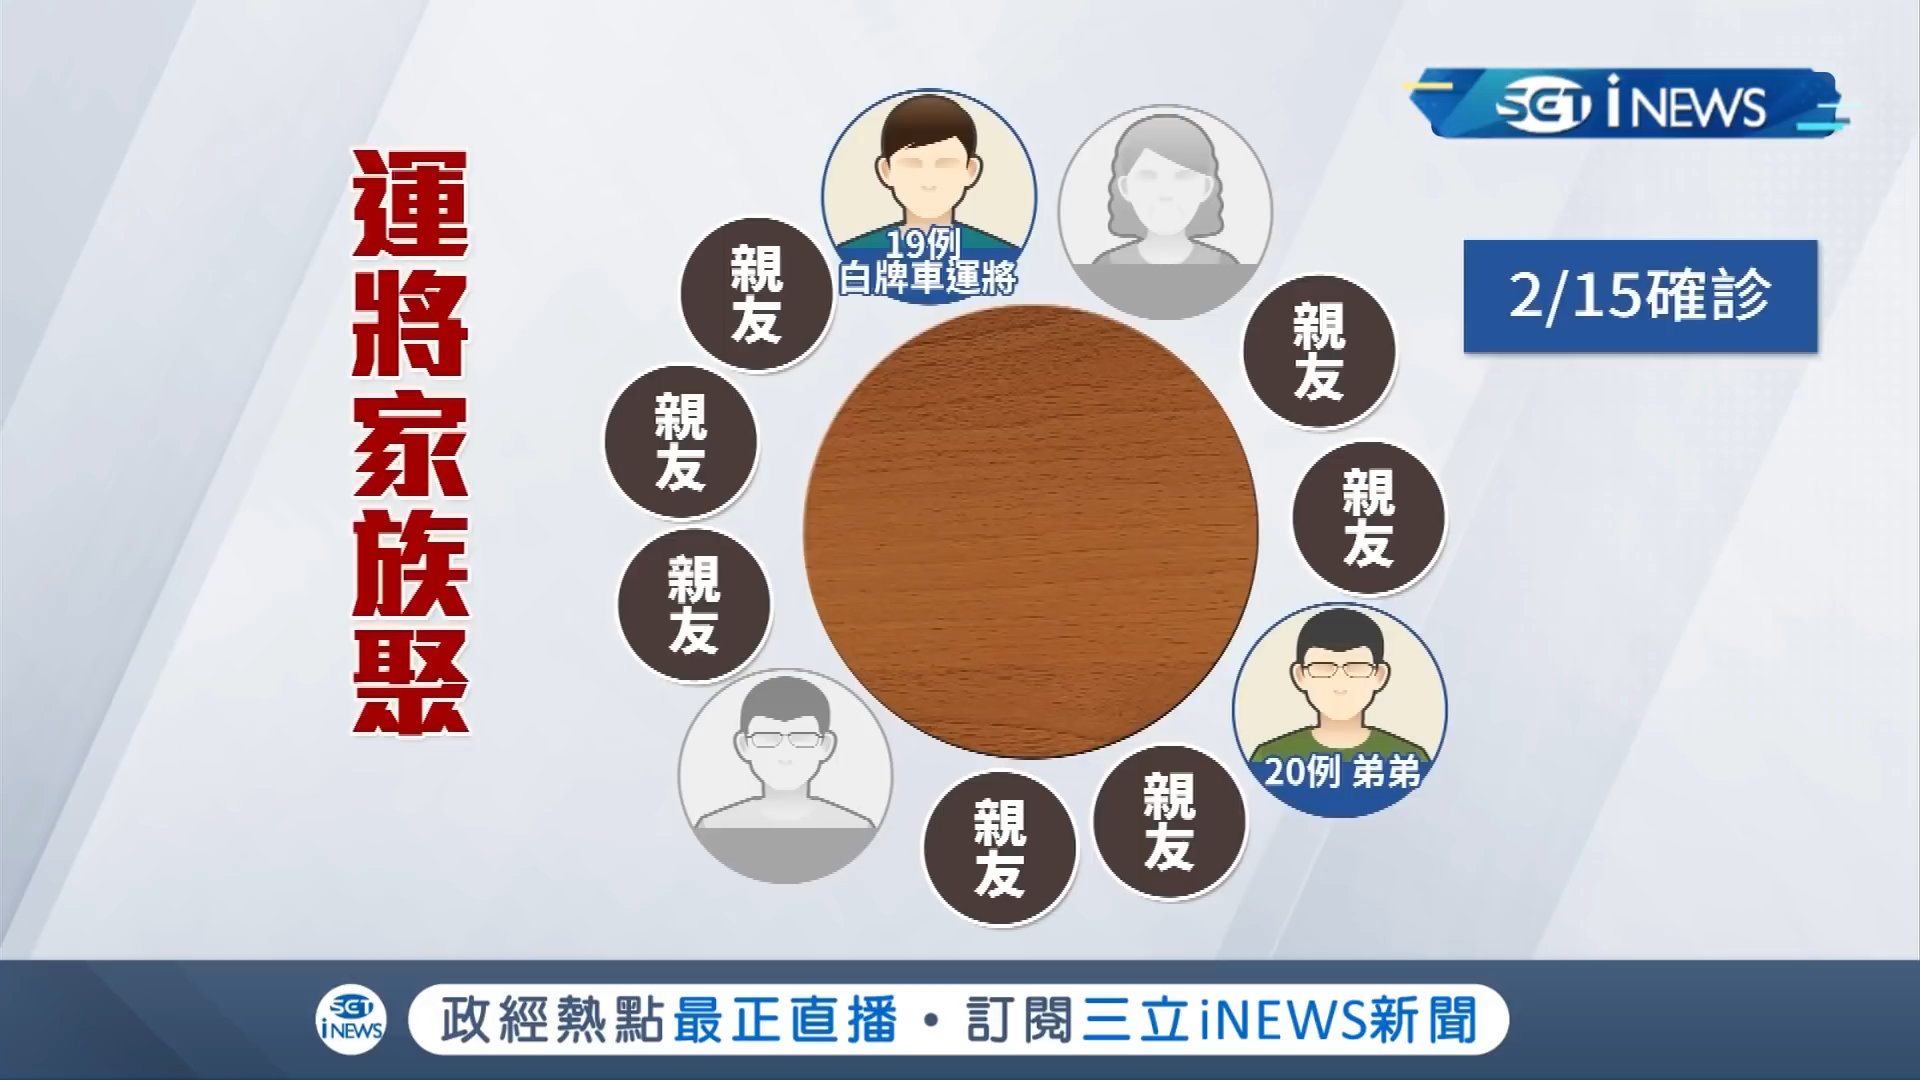 運將家族聚
SET iNEWS
2/15確診
19例
白牌車運將
親友
親友
親友
親友
親友
20例 弟弟
親友
親友
SET
iNEWS
政經熱點最正直播·訂閱三立iNEWS新聞